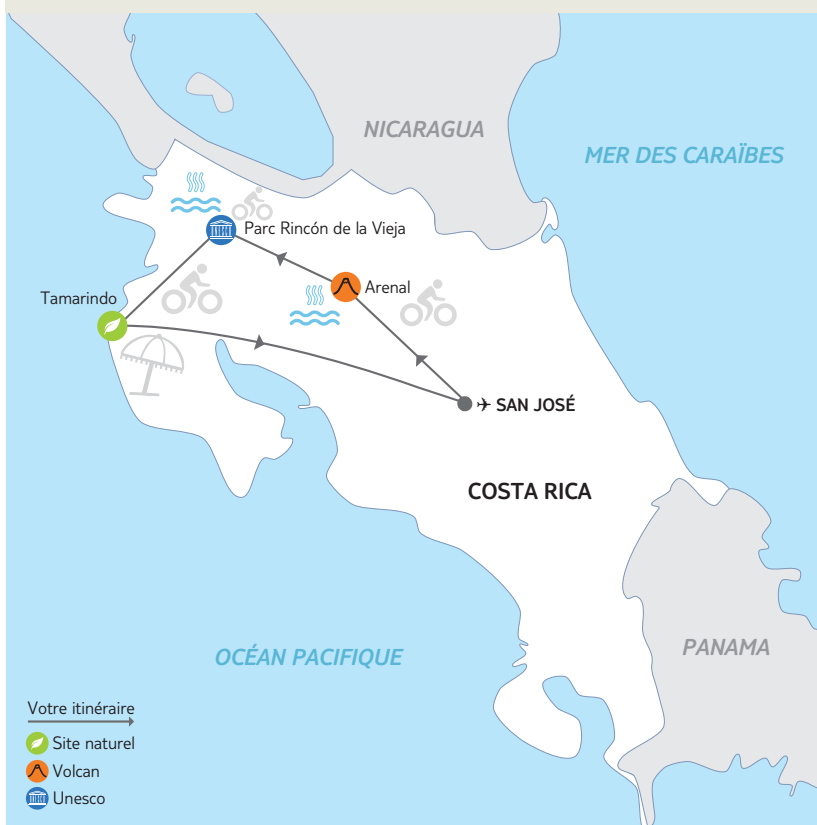 NICARAGUA
MER DES CARAÏBES
Parc Rincón de la Vieja
Arenal
Tamarindo
SAN JOSÉ
COSTA RICA
OCÉAN PACIFIQUE
PANAMA
Votre itinéraire
Site naturel
Volcan
Unesco